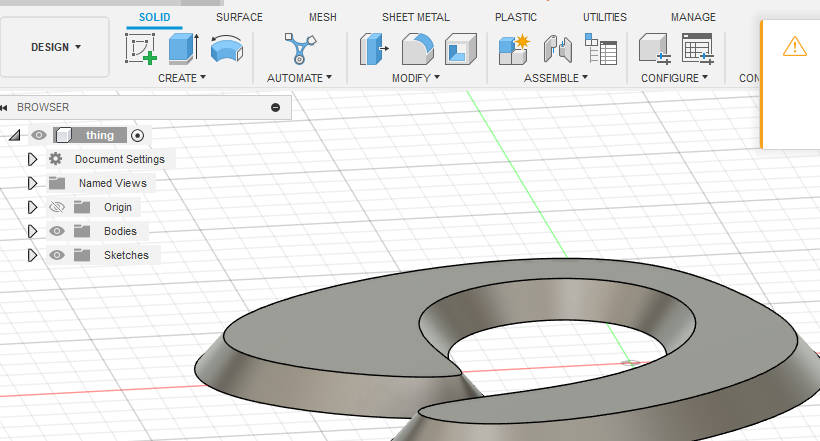 SOLID SURFACE MESH SHEET METAL PLASTIC UTILITIES MANAGE
DESIGN
CREATE AUTOMATE MODIFY ASSEMBLE CONFIGURE CON
BROWSER
thing
Document Settings
Named Views
Origin
Bodies
Sketches